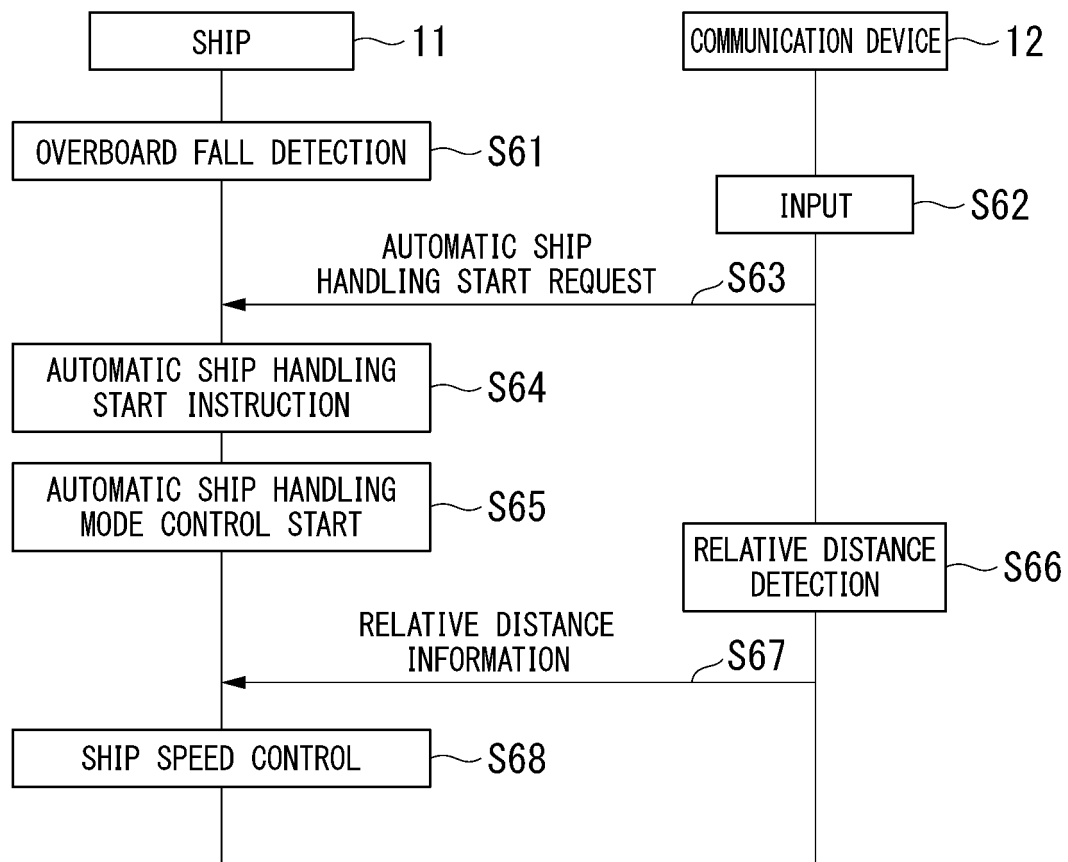 SHIP 11
COMMUNICATION DEVICE 12
OVERBOARD FALL DETECTION S61
INPUT S62
AUTOMATIC SHIP
HANDLING START REQUEST S63
AUTOMATIC SHIP HANDLING
START INSTRUCTION S64
AUTOMATIC SHIP HANDLING
MODE CONTROL START S65
RELATIVE DISTANCE
DETECTION S66
RELATIVE DISTANCE
INFORMATION S67
SHIP SPEED CONTROL S68